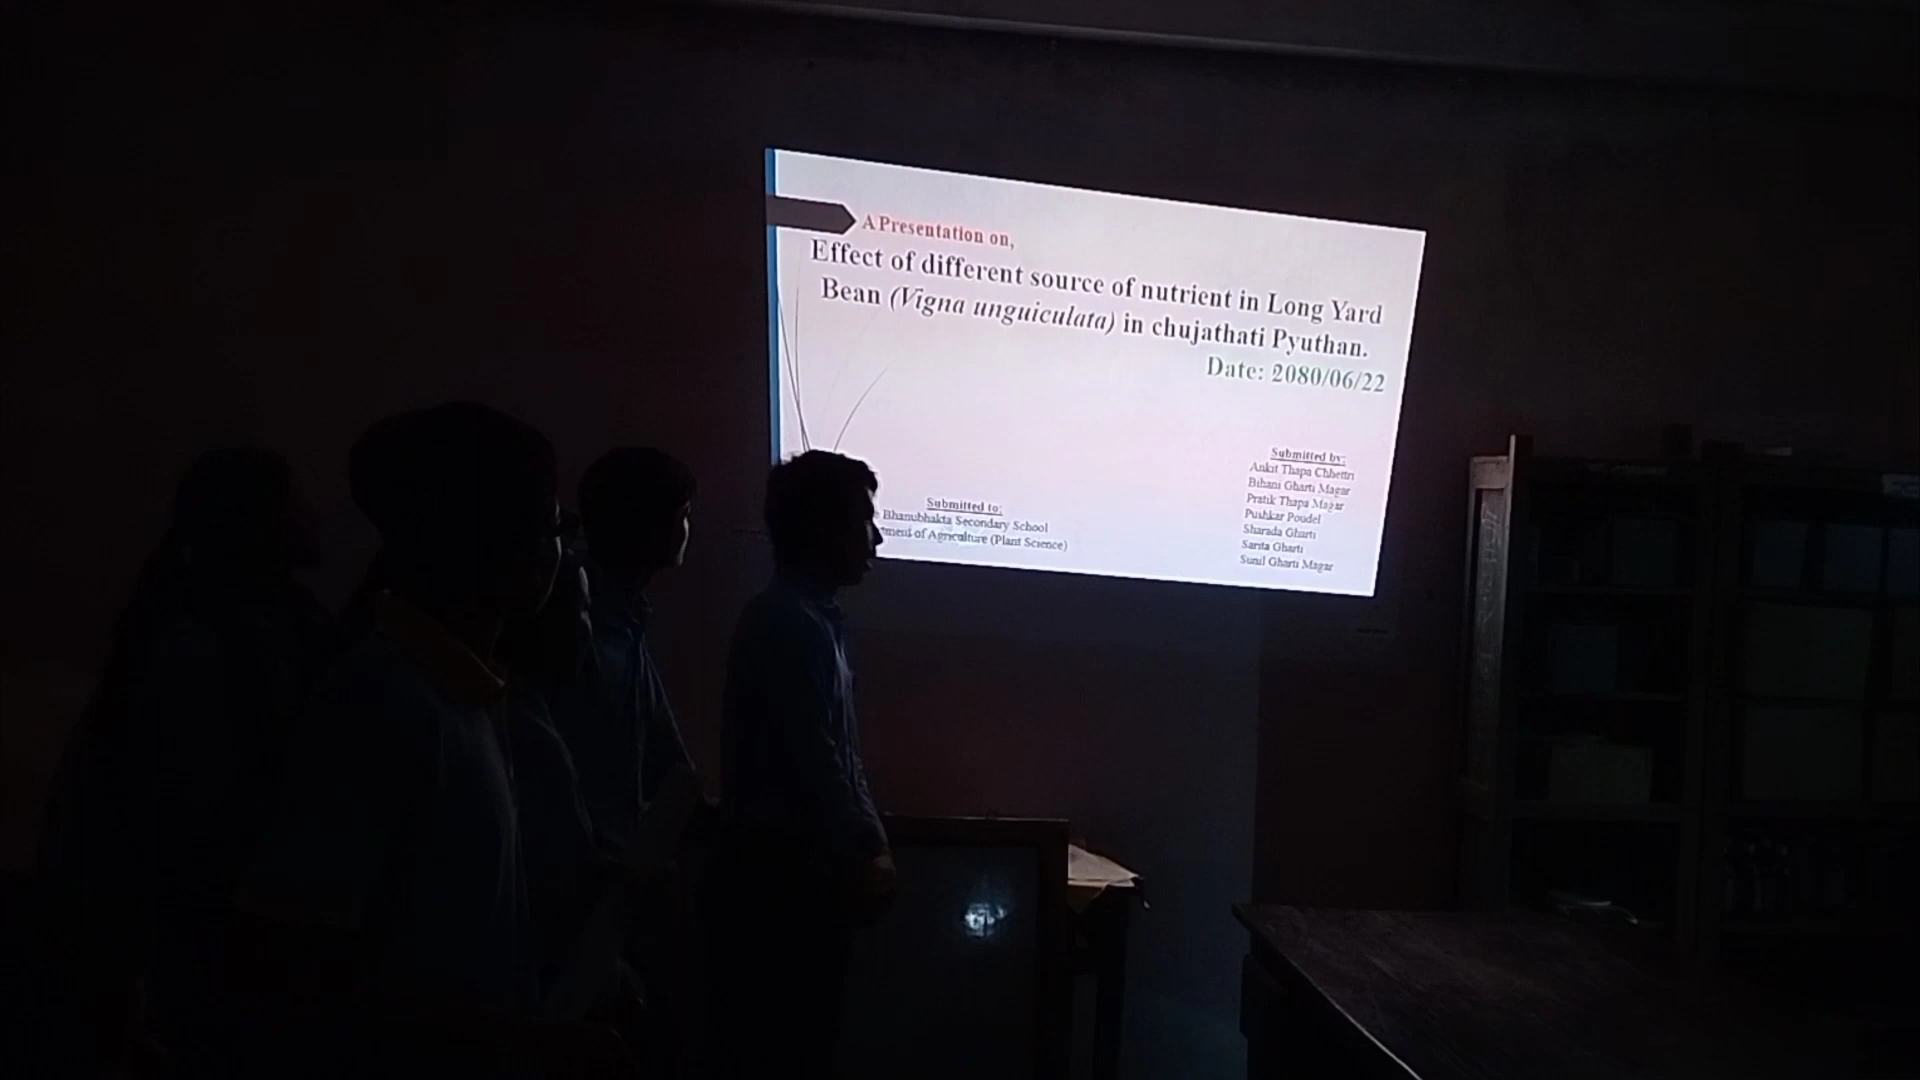 A Presentation on,
Effect of different source of nutrient in Long Yard
Bean (Vigna unguiculata) in chujathati Pyuthan.
Date: 2080/06/22
Submitted to:
Bhanubhakta Secondary School
of Agriculture (Plant Science)
Submitted by:
Ankit Thapa Chhettri
Bihani Gharti Magar
Pratik Thapa Magar
Pushkar Poudel
Sharada Gharti
Sarita Gharti
Sunil Gharti Magar